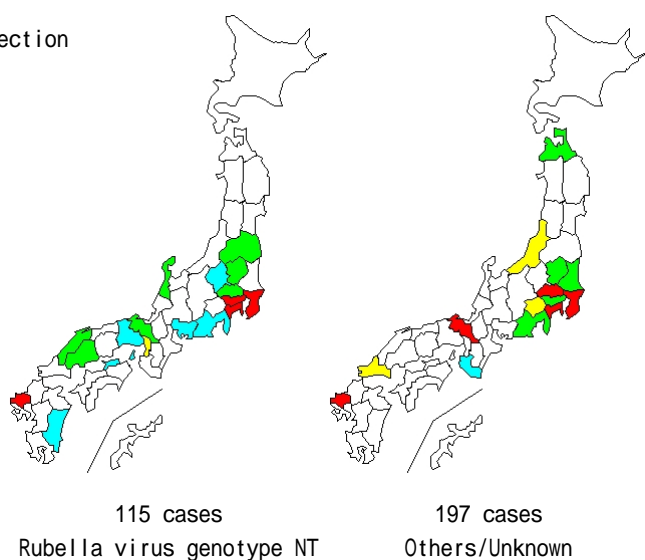 ection
115 cases
Rubella virus genotype NT
197 cases
Others/Unknown